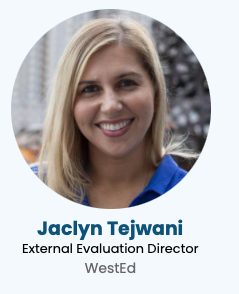 Jaclyn Tejwani
External Evaluation Director
WestEd